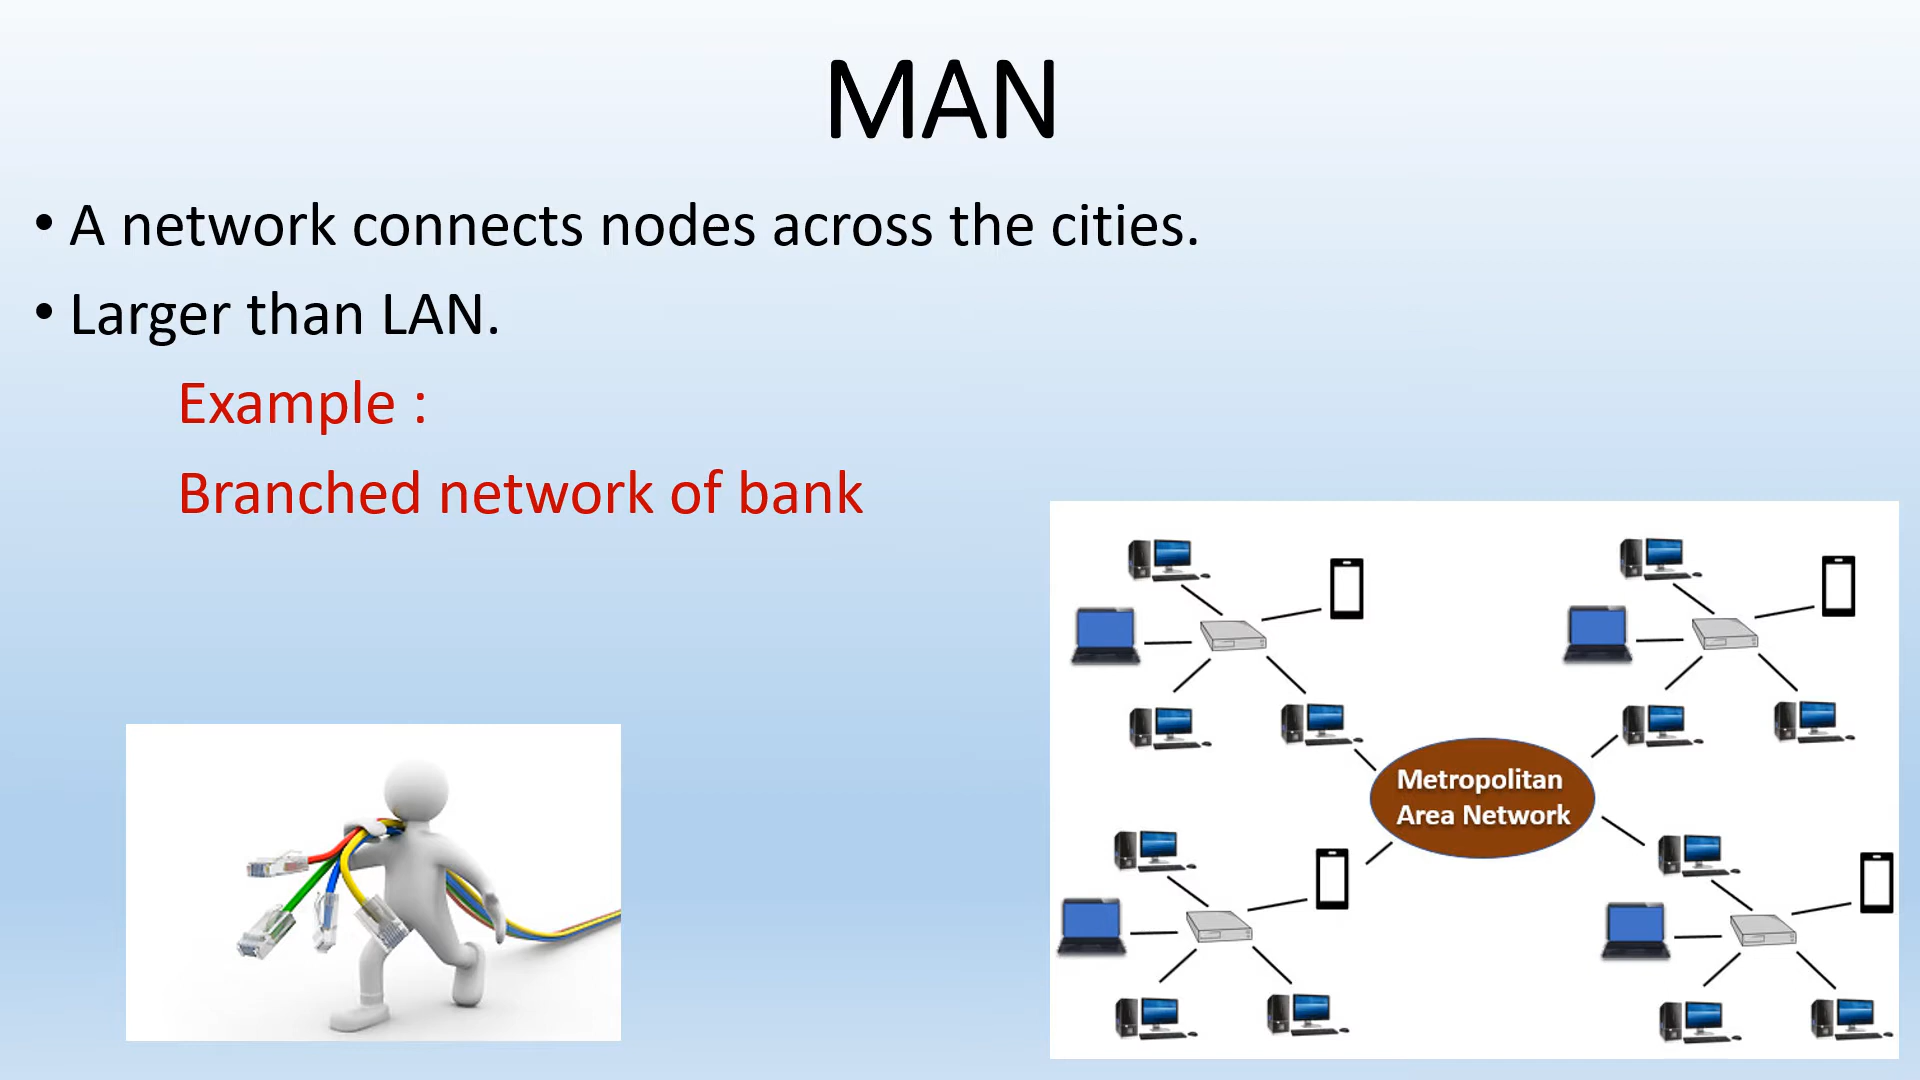 MAN
• A network connects nodes across the cities.
• Larger than LAN.
Example :
Branched network of bank
Metropolitan
Area Network